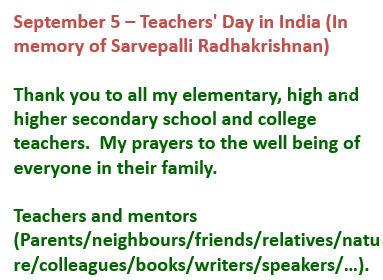 September 5 – Teachers' Day in India (In
memory of Sarvepalli Radhakrishnan)
Thank you to all my elementary, high and
higher secondary school and college
teachers.  My prayers to the well being of
everyone in their family.
Teachers and mentors
(Parents/neighbours/friends/relatives/natu
re/colleagues/books/writers/speakers/...).